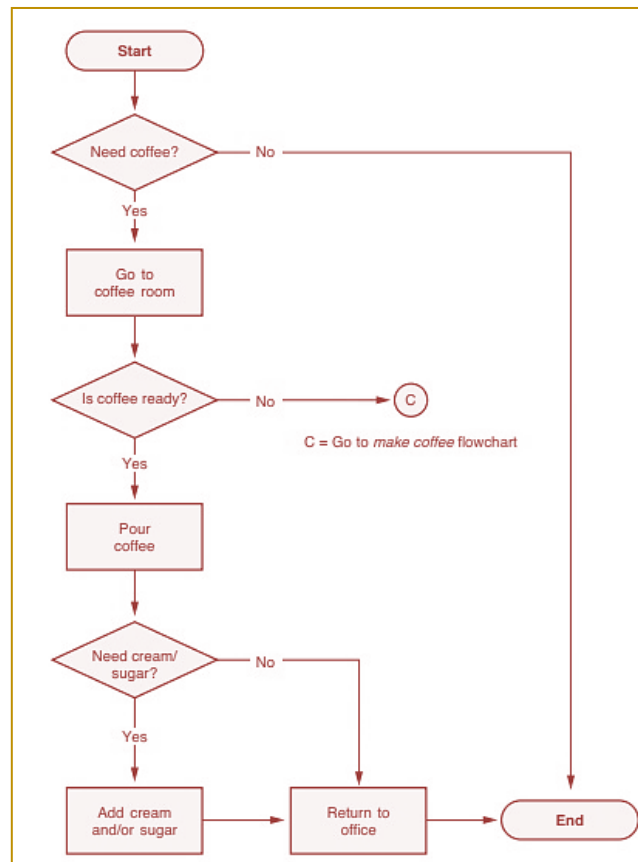 Start
Need coffee?
No
Yes
Go to
coffee room
Is coffee ready?
No
C
C = Go to make coffee flowchart
Yes
Pour
coffee
Need cream/
sugar?
No
Yes
Add cream
and/or sugar
Return to
office
End